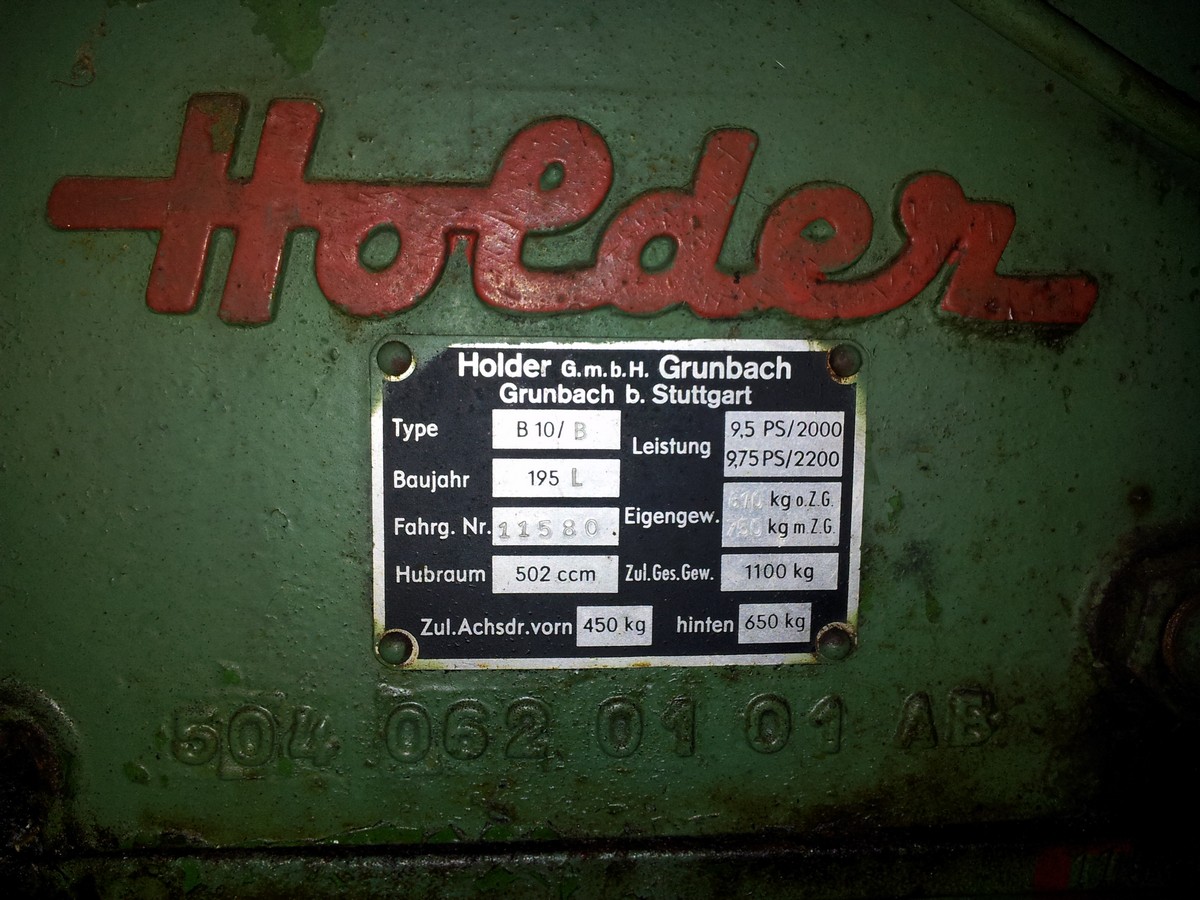 Holder
Holder G.m.b.H. Grunbach
Grunbach b. Stuttgart
Type B 10/ B
Leistung 9,5 PS/2000
9,75 PS/2200
Baujahr 195
Fahrg. Nr. 11580.
Eigengew. kg o.Z.G.
kg m.Z.G.
Hubraum 502 ccm
Zul.Ges.Gew. 1100 kg
Zul.Achsdr.vorn 450 kg hinten 650 kg
504 062 01 01 AE